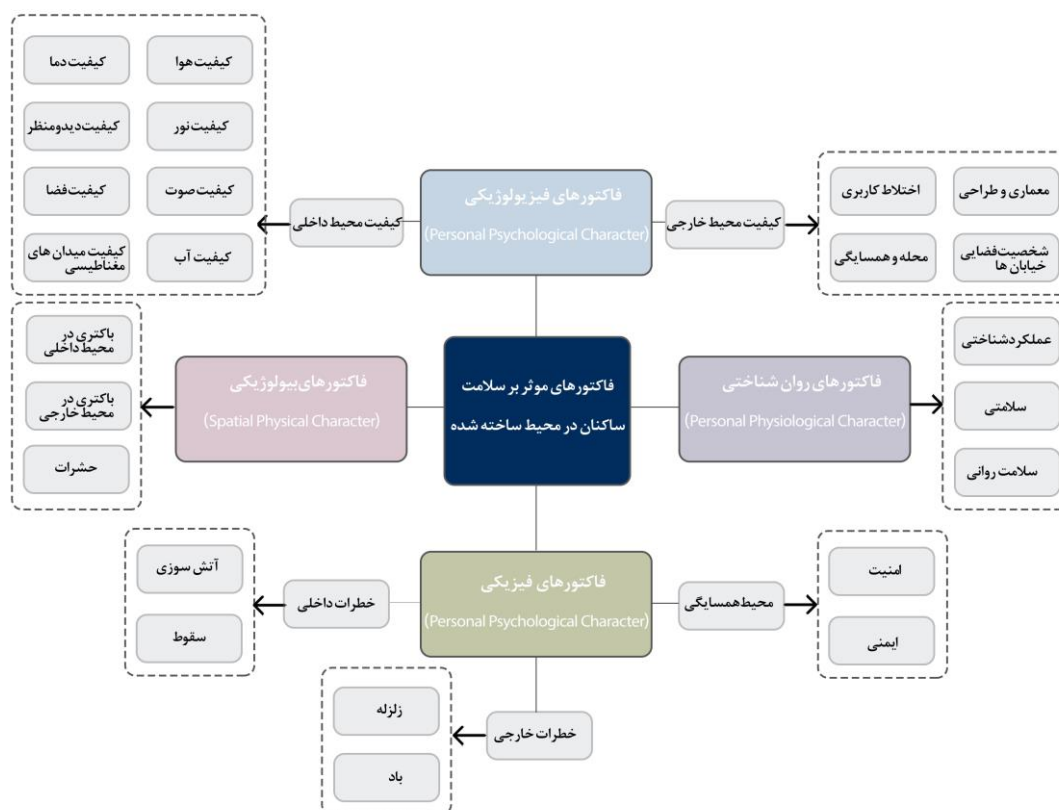 کیفیت هوا
کیفیت دما
کیفیت نور
کیفیت دید و منظر
کیفیت صوت
کیفیت فضا
کیفیت آب
کیفیت میدان های
مغناطیسی
کیفیت محیط داخلی
فاکتورهای فیزیولوژیکی
(Personal Psychological Character)
کیفیت محیط خارجی
معماری و طراحی
اختلاط کاربری
شخصیت فضایی
خیابان ها
محله و همسایگی
باکتری در
محیط داخلی
باکتری در
محیط خارجی
حشرات
فاکتورهای بیولوژیکی
(Spatial Physical Character)
فاکتورهای موثر بر سلامت
ساکنان در محیط ساخته شده
فاکتورهای روان شناختی
(Personal Physiological Character)
عملکرد شناختی
سلامتی
سلامت روانی
آتش سوزی
سقوط
خطرات داخلی
فاکتورهای فیزیکی
(Personal Psychological Character)
محیط همسایگی
امنیت
ایمنی
خطرات خارجی
زلزله
باد